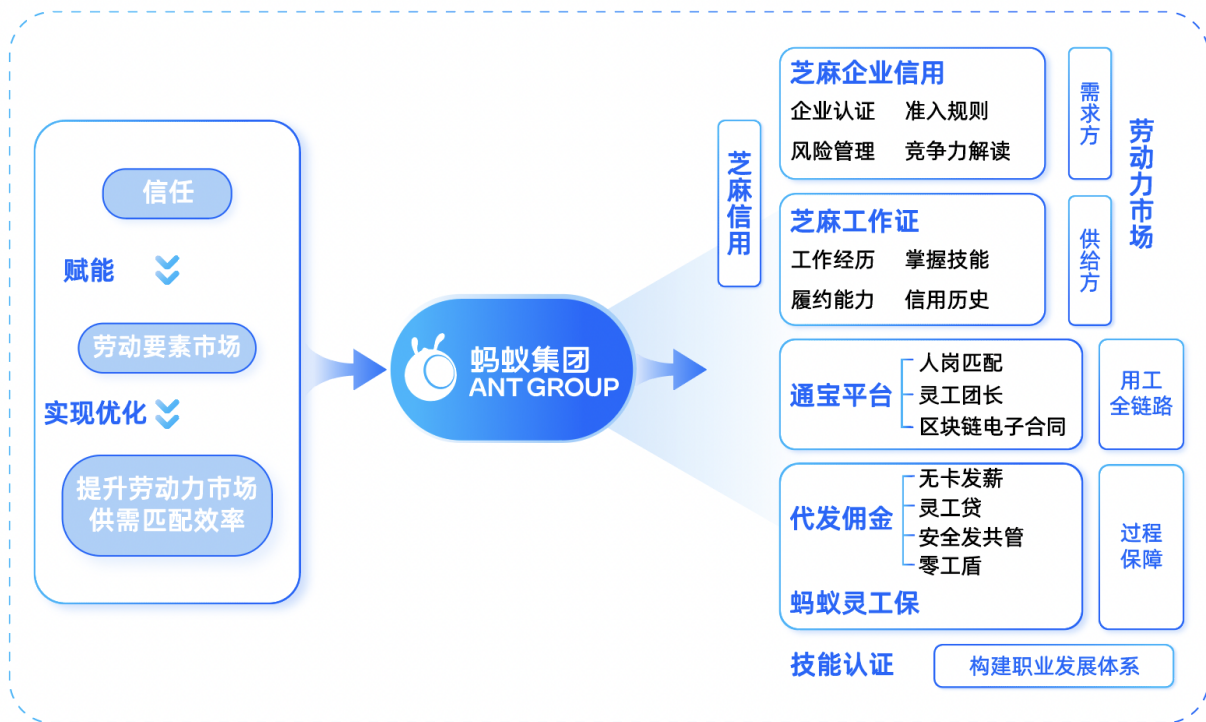 信任
赋能
劳动要素市场
实现优化
提升劳动力市场
供需匹配效率
蚂蚁集团
ANT GROUP
芝麻信用
芝麻企业信用
企业认证 准入规则
风险管理 竞争力解读
需求方
芝麻工作证
工作经历 掌握技能
履约能力 信用历史
供给方
劳动力市场
通宝平台
人岗匹配
灵工团长
区块链电子合同
用工
全链路
代发佣金
无卡发薪
灵工贷
安全发共管
零工盾
蚂蚁灵工保
过程
保障
技能认证
构建职业发展体系